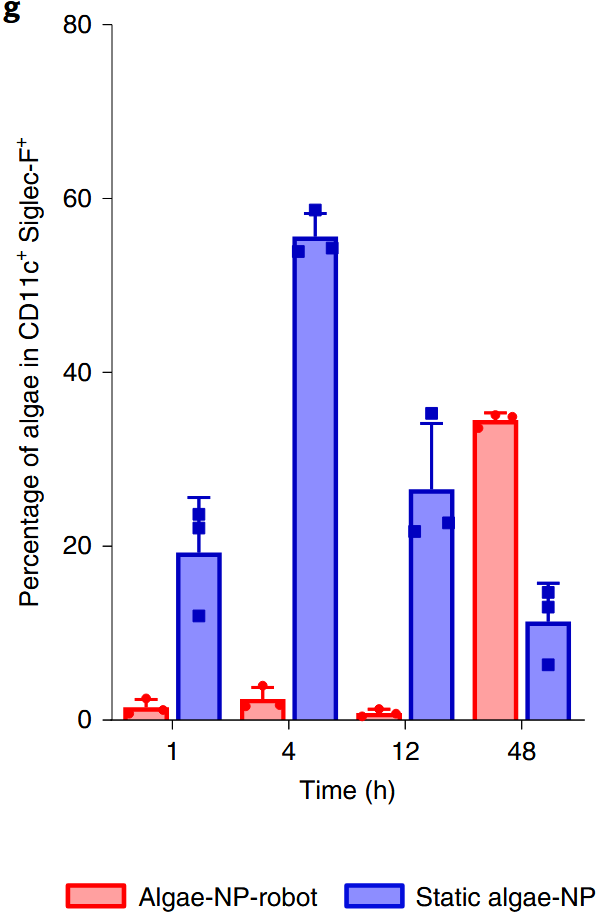 g
80
60
40
20
0
Percentage of algae in CD11c⁺ Siglec-F⁺
1 4 12 48
Time (h)
Algae-NP-robot Static algae-NP